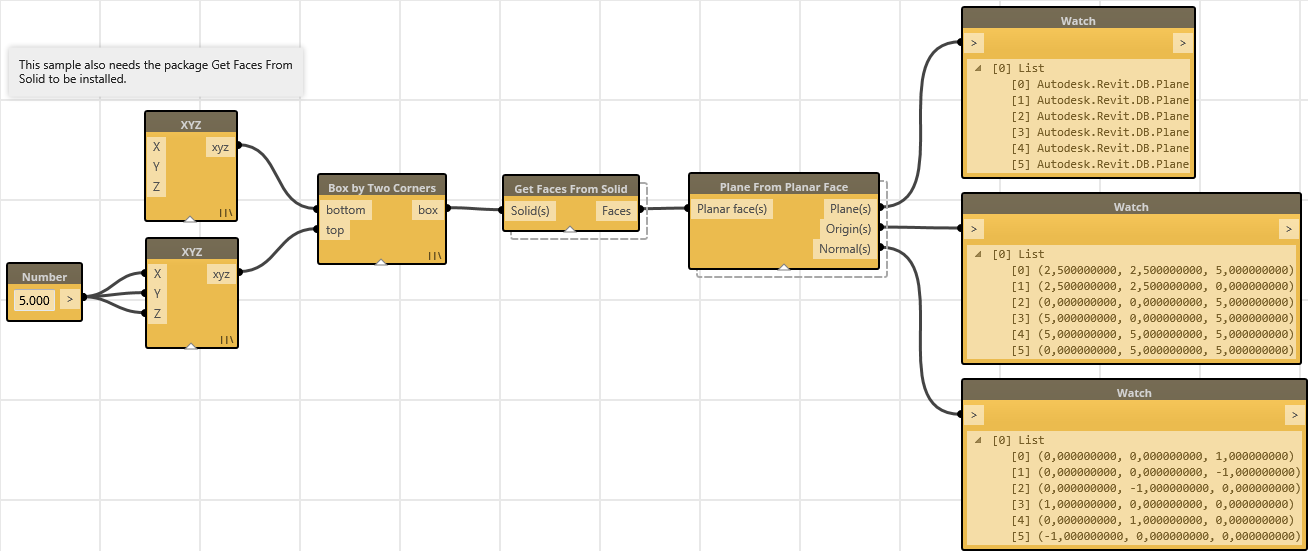 This sample also needs the package Get Faces From
Solid to be installed.
Number
5.000 >
XYZ
X xyz
Y
Z
XYZ
X xyz
Y
Z
Box by Two Corners
bottom box
top
Get Faces From Solid
Solid(s) Faces
Plane From Planar Face
Planar face(s) Plane(s)
Origin(s)
Normal(s)
Watch
> >
[0] List
[0] Autodesk.Revit.DB.Plane
[1] Autodesk.Revit.DB.Plane
[2] Autodesk.Revit.DB.Plane
[3] Autodesk.Revit.DB.Plane
[4] Autodesk.Revit.DB.Plane
[5] Autodesk.Revit.DB.Plane
Watch
> >
[0] List
[0] (2,500000000, 2,500000000, 5,000000000)
[1] (2,500000000, 2,500000000, 0,000000000)
[2] (0,000000000, 0,000000000, 5,000000000)
[3] (5,000000000, 0,000000000, 5,000000000)
[4] (5,000000000, 5,000000000, 5,000000000)
[5] (0,000000000, 5,000000000, 5,000000000)
Watch
> >
[0] List
[0] (0,000000000, 0,000000000, 1,000000000)
[1] (0,000000000, 0,000000000, -1,000000000)
[2] (0,000000000, -1,000000000, 0,000000000)
[3] (1,000000000, 0,000000000, 0,000000000)
[4] (0,000000000, 1,000000000, 0,000000000)
[5] (-1,000000000, 0,000000000, 0,000000000)